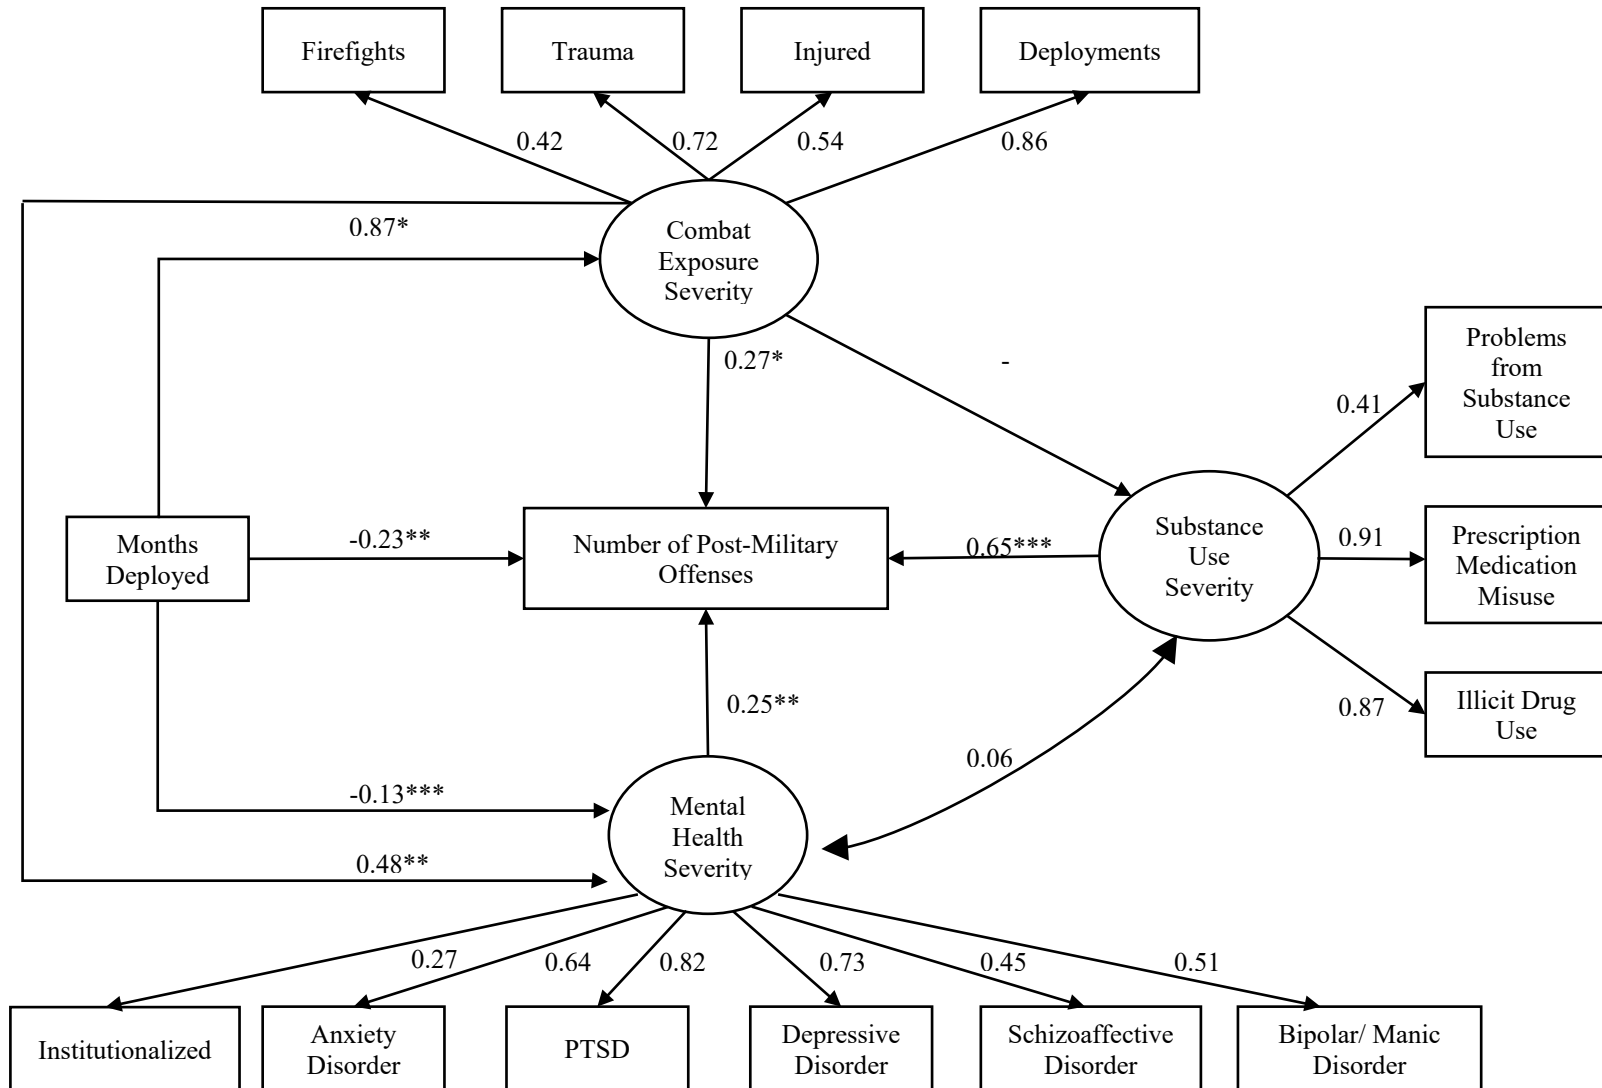 Firefights
Trauma
Injured
Deployments
0.42
0.72
0.54
0.86
0.87*
Combat
Exposure
Severity
0.27*
-
Problems
from
Substance
Use
0.41
Months
Deployed
-0.23**
Number of Post-Military
Offenses
0.65***
Substance
Use
Severity
0.91
Prescription
Medication
Misuse
0.87
Illicit Drug
Use
0.25**
0.06
-0.13***
Mental
Health
Severity
0.48**
0.27
0.64
0.82
0.73
0.45
0.51
Institutionalized
Anxiety
Disorder
PTSD
Depressive
Disorder
Schizoaffective
Disorder
Bipolar/ Manic
Disorder